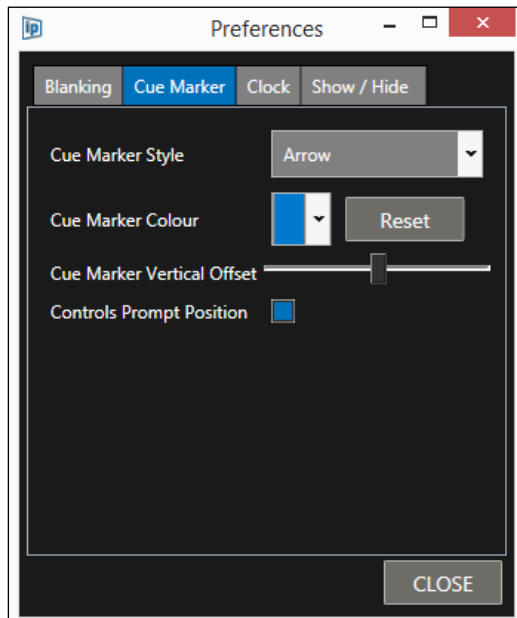 ip Preferences
Blanking Cue Marker Clock Show / Hide
Cue Marker Style Arrow
Cue Marker Colour Reset
Cue Marker Vertical Offset
Controls Prompt Position
CLOSE